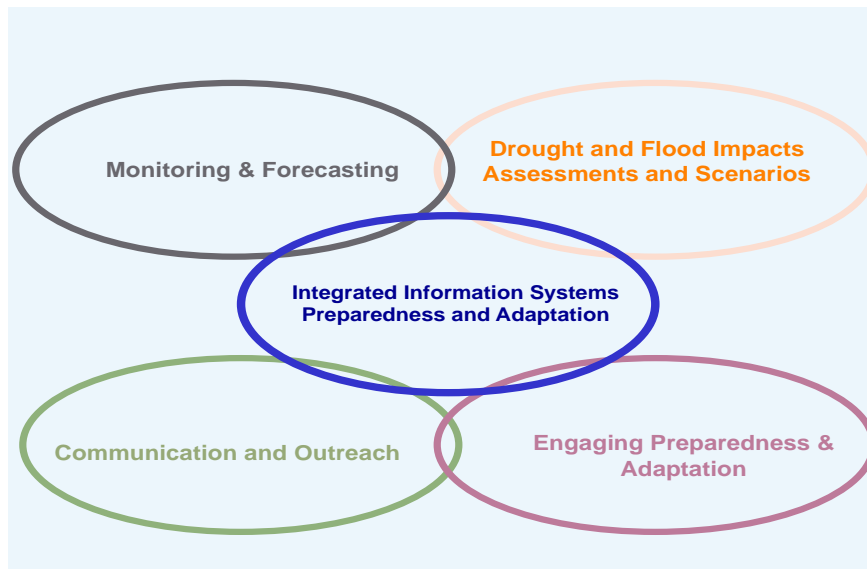 Monitoring & Forecasting
Drought and Flood Impacts
Assessments and Scenarios
Integrated Information Systems
Preparedness and Adaptation
Communication and Outreach
Engaging Preparedness &
Adaptation